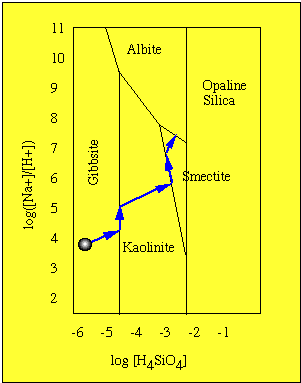 11
Albite
10
Opaline
Silica
9
8
7
log([Na+]/[H+])
Gibbsite
6
Smectite
5
4
Kaolinite
3
2
-6 -5 -4 -3 -2 -1
log [H4SiO4]